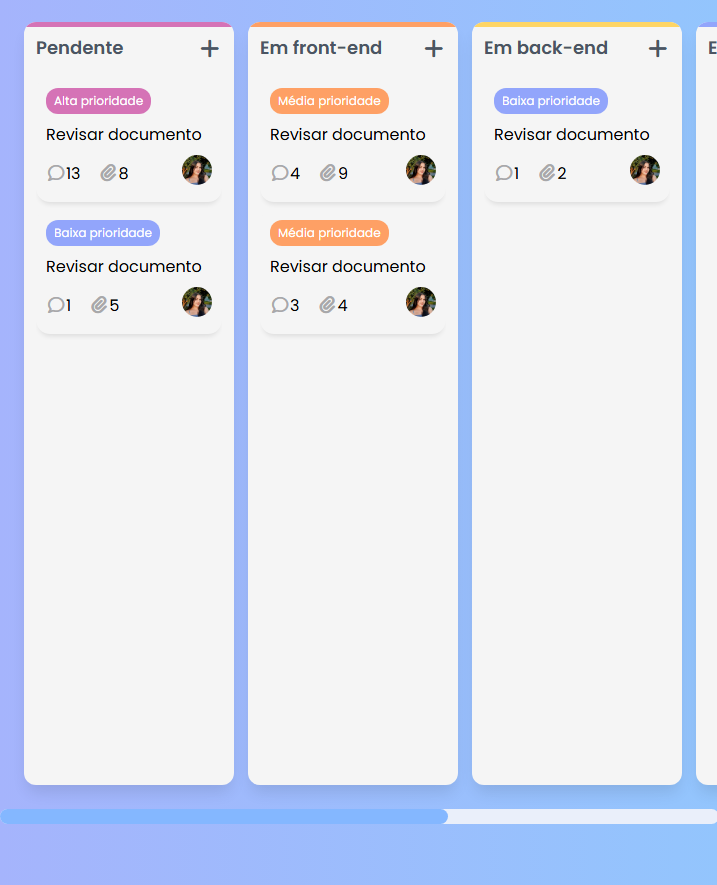 Pendente
Alta prioridade
Revisar documento
13 8
Baixa prioridade
Revisar documento
1 5
Em front-end
Média prioridade
Revisar documento
4 9
Média prioridade
Revisar documento
3 4
Em back-end
Baixa prioridade
Revisar documento
1 2
E